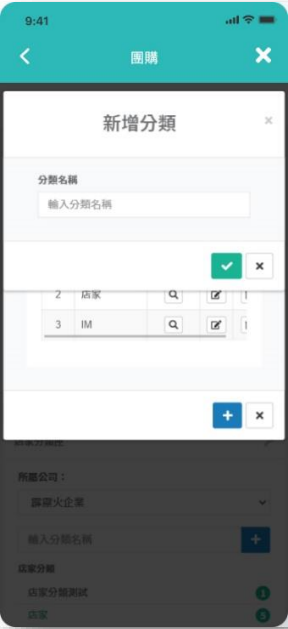 9:41
團購
新增分類
分類名稱
輸入分類名稱
2 店家
3 IM
所屬公司：
霹靂火企業
輸入分類名稱
店家分類
店家分類測試 1
店家 5